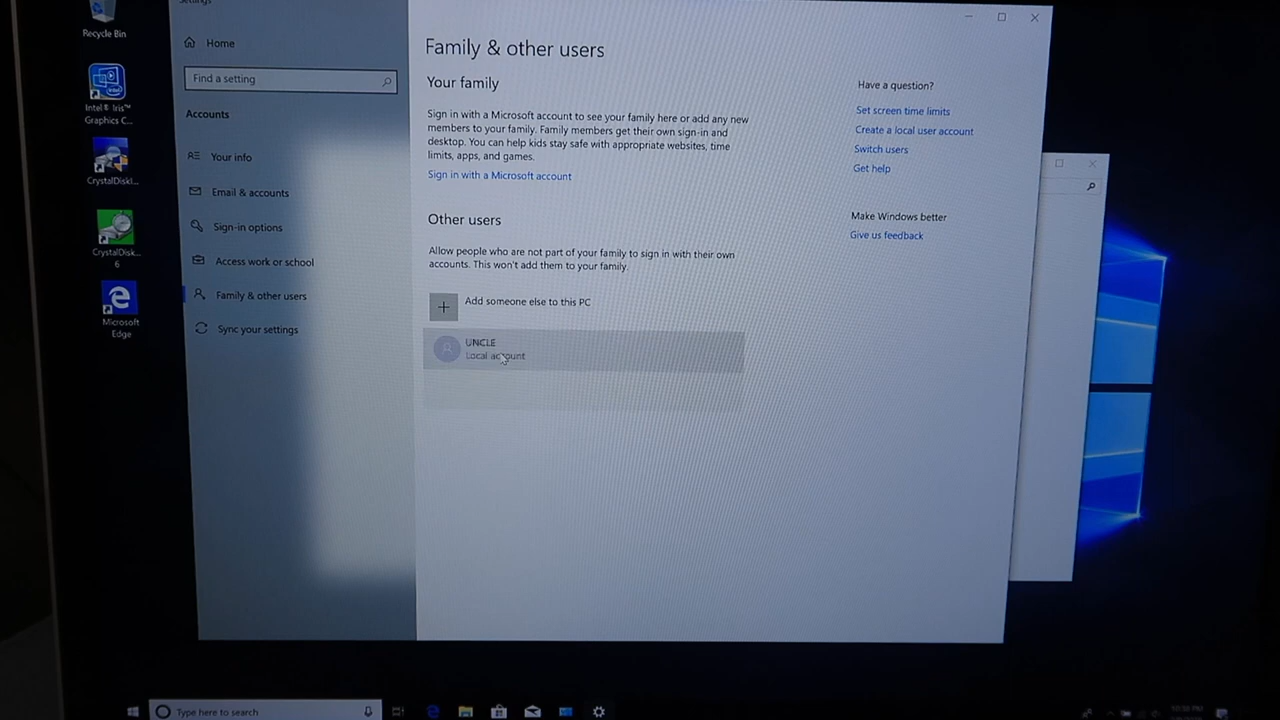 Settings
Recycle Bin
Intel® Iris™
Graphics C...
CrystalDiskI...
CrystalDisk...
6
Microsoft
Edge
Home
Find a setting
Accounts
Your info
Email & accounts
Sign-in options
Access work or school
Family & other users
Sync your settings
Family & other users
Your family
Sign in with a Microsoft account to see your family here or add any new
members to your family. Family members get their own sign-in and
desktop. You can help kids stay safe with appropriate websites, time
limits, apps, and games.
Sign in with a Microsoft account
Other users
Allow people who are not part of your family to sign in with their own
accounts. This won't add them to your family.
Add someone else to this PC
UNCLE
Local account
Have a question?
Set screen time limits
Create a local user account
Switch users
Get help
Make Windows better
Give us feedback
Type here to search